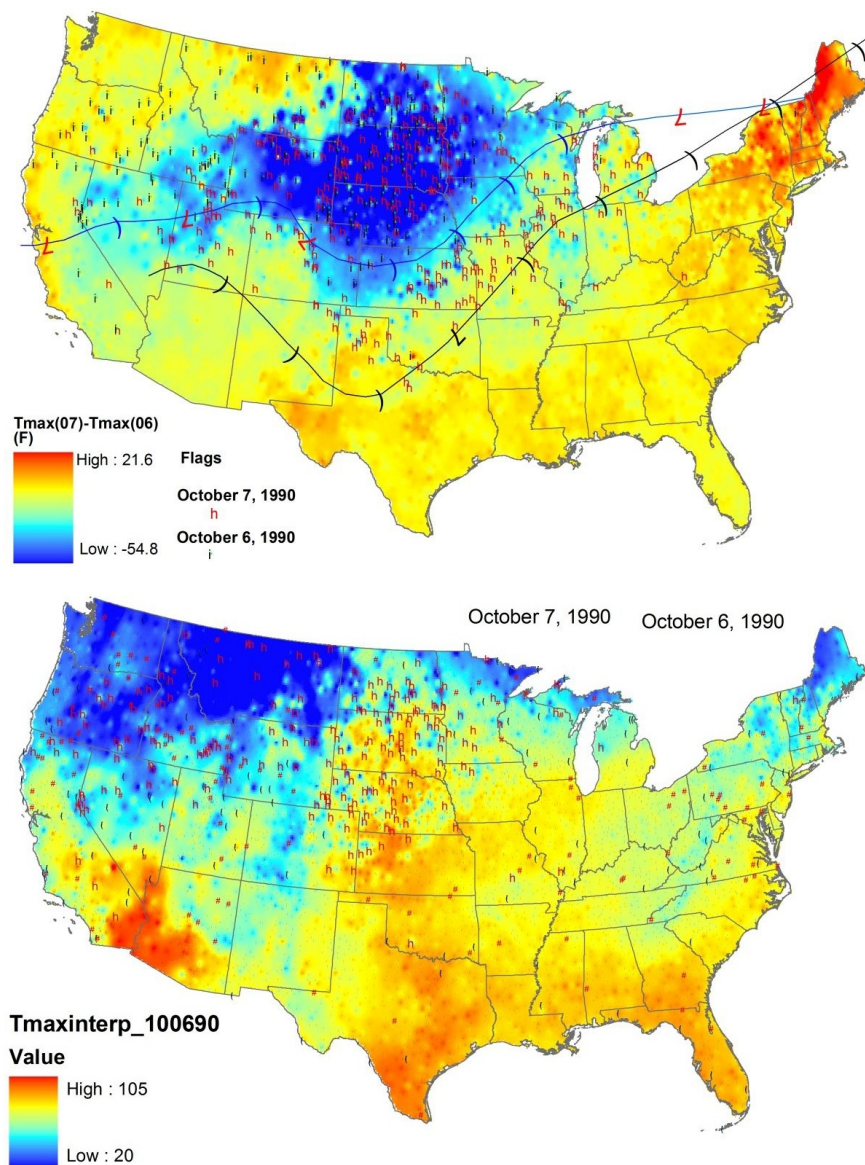 Tmax(07)-Tmax(06)
(F)
High : 21.6
Low : -54.8
Flags
October 7, 1990
h
October 6, 1990
i
October 7, 1990
October 6, 1990
Tmaxinterp_100690
Value
High : 105
Low : 20